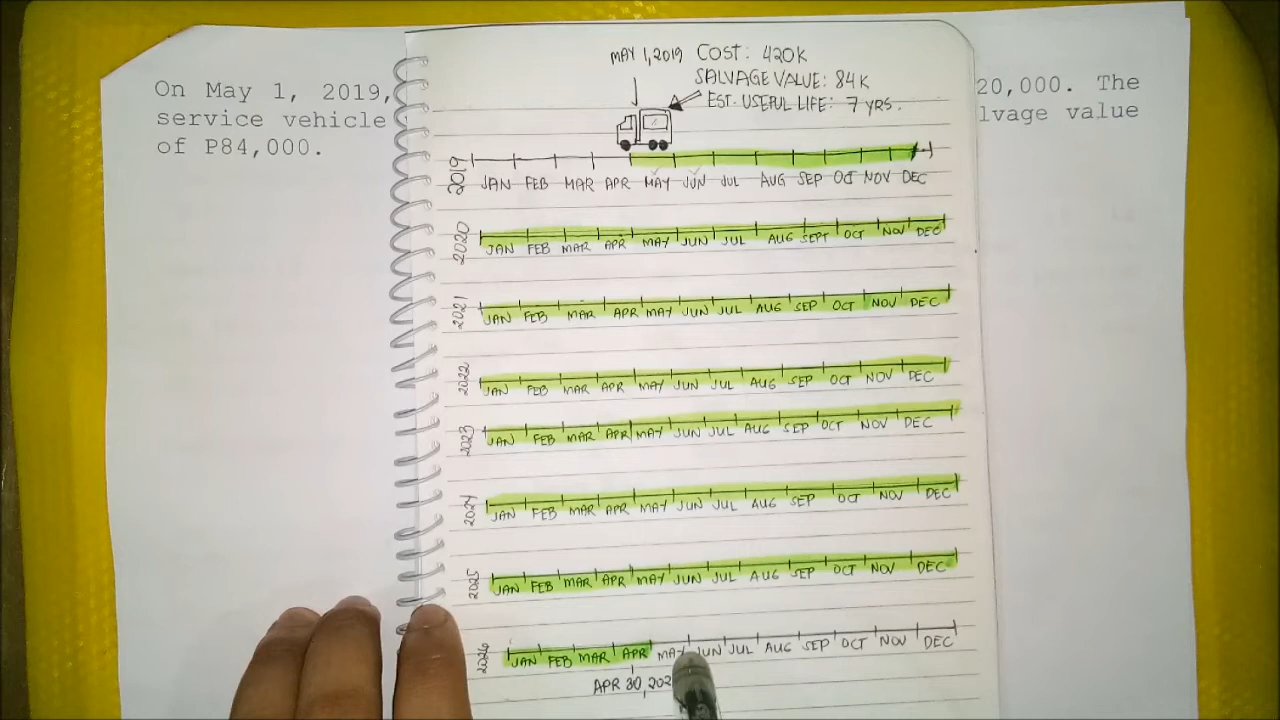 On May 1, 2019,
service vehicle
of P84,000.
20,000. The
lvage value
MAY 1, 2019 COST: 420K
SALVAGE VALUE: 84K
EST. USEFUL LIFE: 7 YRS.
2019
JAN FEB MAR APR MAY JUN JUL AUG SEP OCT NOV DEC
2020
JAN FEB MAR APR MAY JUN JUL AUG SEPT OCT NOV DEC
2021
JAN FEB MAR APR MAY JUN JUL AUG SEP OCT NOV DEC
2022
JAN FEB MAR APR MAY JUN JUL AUG SEP OCT NOV DEC
2023
JAN FEB MAR APR MAY JUN JUL AUG SEP OCT NOV DEC
2024
JAN FEB MAR APR MAY JUN JUL AUG SEP OCT NOV DEC
2025
JAN FEB MAR APR MAY JUN JUL AUG SEP OCT NOV DEC
2026
JAN FEB MAR APR MAY JUN JUL AUG SEP OCT NOV DEC
APR 30, 202